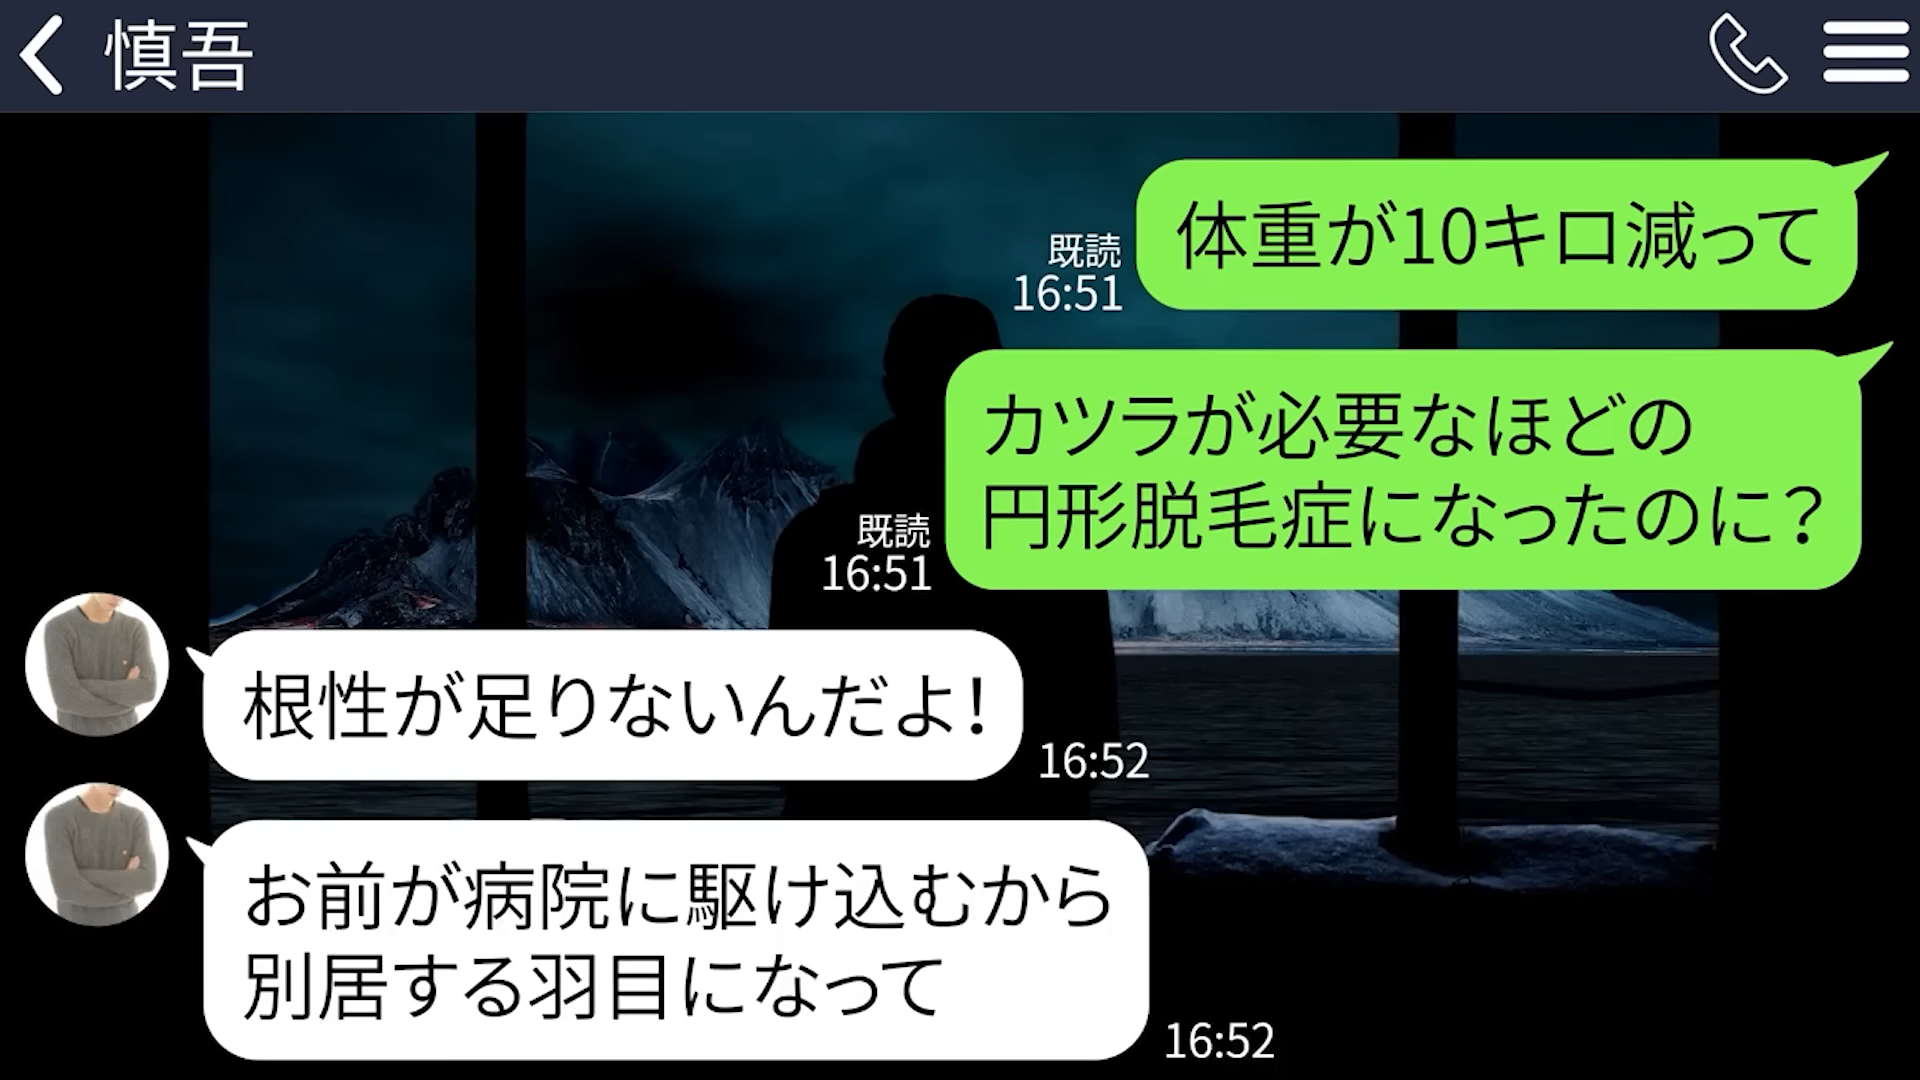 慎吾
体重が10キロ減って
既読
16:51
カツラが必要なほどの
円形脱毛症になったのに？
既読
16:51
根性が足りないんだよ！
16:52
お前が病院に駆け込むから
別居する羽目になって
16:52